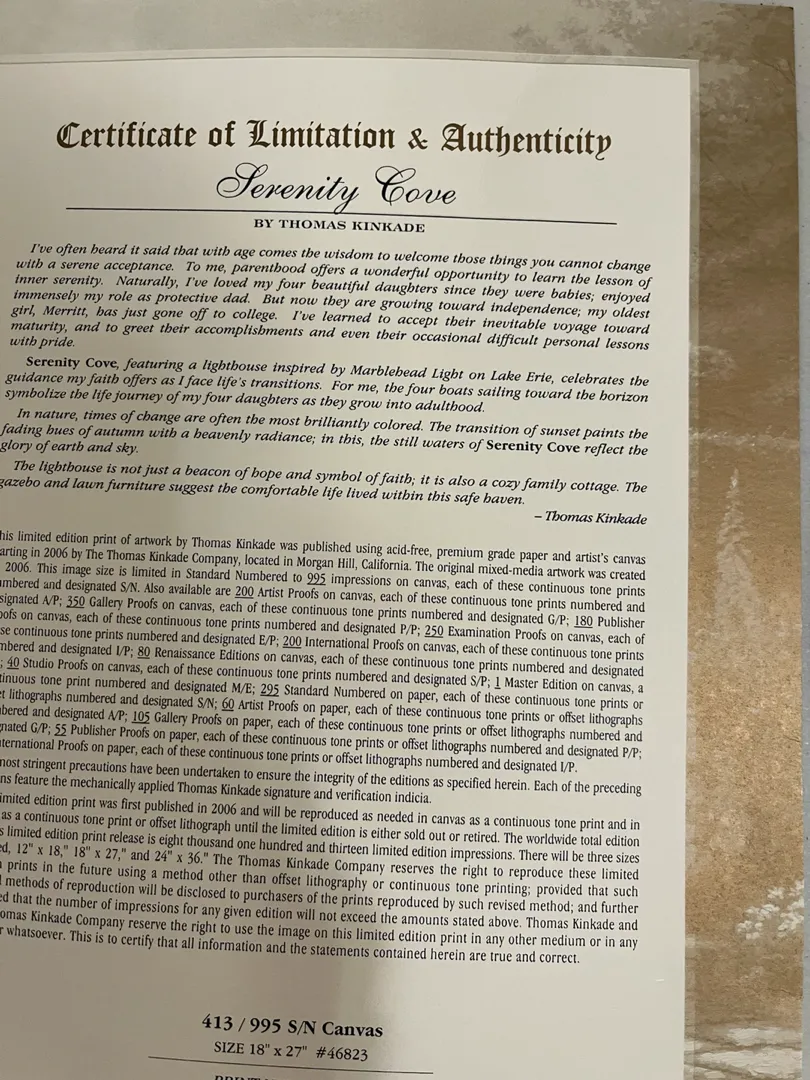 Certificate of Limitation & Authenticity
Serenity Cove
BY THOMAS KINKADE
I've often heard it said that with age comes the wisdom to welcome those things you cannot change
with a serene acceptance. To me, parenthood offers a wonderful opportunity to learn the lesson of
inner serenity. Naturally, I've loved my four beautiful daughters since they were babies; enjoyed
immensely my role as protective dad. But now they are growing toward independence; my oldest
girl, Merritt, has just gone off to college. I've learned to accept their inevitable voyage toward
maturity, and to greet their accomplishments and even their occasional difficult personal lessons
with pride.
Serenity Cove, featuring a lighthouse inspired by Marblehead Light on Lake Erie, celebrates the
guidance my faith offers as I face life's transitions. For me, the four boats sailing toward the horizon
symbolize the life journey of my four daughters as they grow into adulthood.
In nature, times of change are often the most brilliantly colored. The transition of sunset paints the
fading hues of autumn with a heavenly radiance; in this, the still waters of Serenity Cove reflect the
glory of earth and sky.
The lighthouse is not just a beacon of hope and symbol of faith; it is also a cozy family cottage. The
gazebo and lawn furniture suggest the comfortable life lived within this safe haven.
– Thomas Kinkade
his limited edition print of artwork by Thomas Kinkade was published using acid-free, premium grade paper and artist's canvas
arting in 2006 by The Thomas Kinkade Company, located in Morgan Hill, California. The original mixed-media artwork was created
2006. This image size is limited in Standard Numbered to 995 impressions on canvas, each of these continuous tone prints
umbered and designated S/N. Also available are 200 Artist Proofs on canvas, each of these continuous tone prints numbered and
signated A/P; 350 Gallery Proofs on canvas, each of these continuous tone prints numbered and designated G/P; 180 Publisher
oofs on canvas, each of these continuous tone prints numbered and designated P/P; 250 Examination Proofs on canvas, each of
se continuous tone prints numbered and designated E/P; 200 International Proofs on canvas, each of these continuous tone prints
mbered and designated I/P; 80 Renaissance Editions on canvas, each of these continuous tone prints numbered and designated
; 40 Studio Proofs on canvas, each of these continuous tone prints numbered and designated S/P; 1 Master Edition on canvas, a
tinuous tone print numbered and designated M/E; 295 Standard Numbered on paper, each of these continuous tone prints or
et lithographs numbered and designated S/N; 60 Artist Proofs on paper, each of these continuous tone prints or offset lithographs
bered and designated A/P; 105 Gallery Proofs on paper, each of these continuous tone prints or offset lithographs numbered and
nated G/P; 55 Publisher Proofs on paper, each of these continuous tone prints or offset lithographs numbered and designated P/P;
ternational Proofs on paper, each of these continuous tone prints or offset lithographs numbered and designated I/P.
most stringent precautions have been undertaken to ensure the integrity of the editions as specified herein. Each of the preceding
ns feature the mechanically applied Thomas Kinkade signature and verification indicia.
imited edition print was first published in 2006 and will be reproduced as needed in canvas as a continuous tone print and in
as a continuous tone print or offset lithograph until the limited edition is either sold out or retired. The worldwide total edition
s limited edition print release is eight thousand one hundred and thirteen limited edition impressions. There will be three sizes
ed, 12" x 18," 18" x 27," and 24" x 36." The Thomas Kinkade Company reserves the right to reproduce these limited
prints in the future using a method other than offset lithography or continuous tone printing; provided that such
methods of reproduction will be disclosed to purchasers of the prints reproduced by such revised method; and further
ed that the number of impressions for any given edition will not exceed the amounts stated above. Thomas Kinkade and
omas Kinkade Company reserve the right to use the image on this limited edition print in any other medium or in any
r whatsoever. This is to certify that all information and the statements contained herein are true and correct.
413 / 995 S/N Canvas
SIZE 18" x 27" #46823